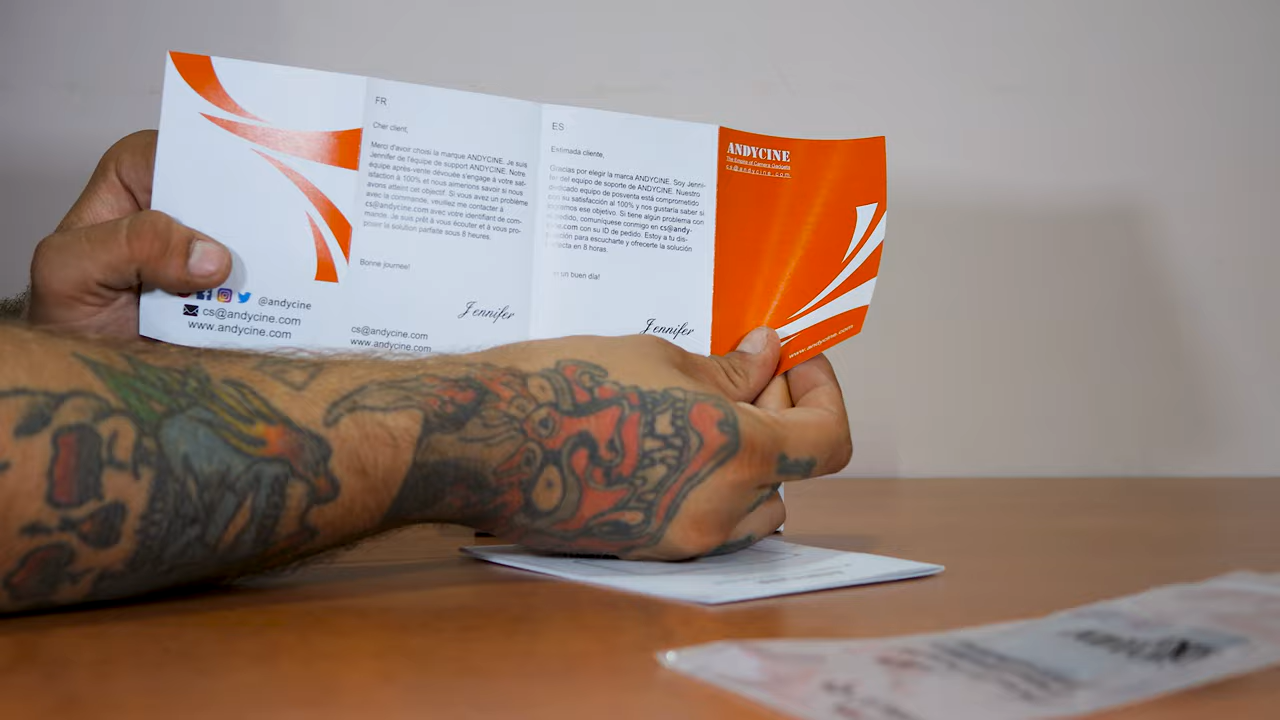 @andycine
cs@andycine.com
www.andycine.com
FR
Cher client,
Merci d'avoir choisi la marque ANDYCINE. Je suis
Jennifer de l'équipe de support ANDYCINE. Notre
équipe après-vente dévouée s'engage à votre sat-
isfaction à 100% et nous aimerions savoir si nous
avons atteint cet objectif. Si vous avez un problème
avec la commande, veuillez me contacter à
cs@andycine.com avec votre identifiant de com-
mande. Je suis prêt à vous écouter et à vous pro-
poser la solution parfaite sous 8 heures.
Bonne journée!
Jennifer
cs@andycine.com
www.andycine.com
ES
Estimada cliente,
Gracias por elegir la marca ANDYCINE. Soy Jenni-
fer del equipo de soporte de ANDYCINE. Nuestro
dedicado equipo de posventa está comprometido
con su satisfacción al 100% y nos gustaría saber si
logramos ese objetivo. Si tiene algún problema con
el pedido, comuníquese conmigo en cs@andy-
cine.com con su ID de pedido. Estoy a tu dis-
posición para escucharte y ofrecerte la solución
perfecta en 8 horas.
un buen día!
Jennifer
ANDYCINE
The Empire of Camera Gadgets
cs@andycine.com
www.andycine.com